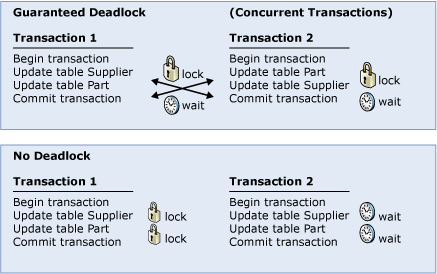 Guaranteed Deadlock (Concurrent Transactions)
Transaction 1 Transaction 2
Begin transaction Begin transaction
Update table Supplier lock Update table Part lock
Update table Part Update table Supplier
Commit transaction wait Commit transaction wait
No Deadlock
Transaction 1 Transaction 2
Begin transaction Begin transaction
Update table Supplier lock Update table Supplier wait
Update table Part Update table Part
Commit transaction lock Commit transaction wait